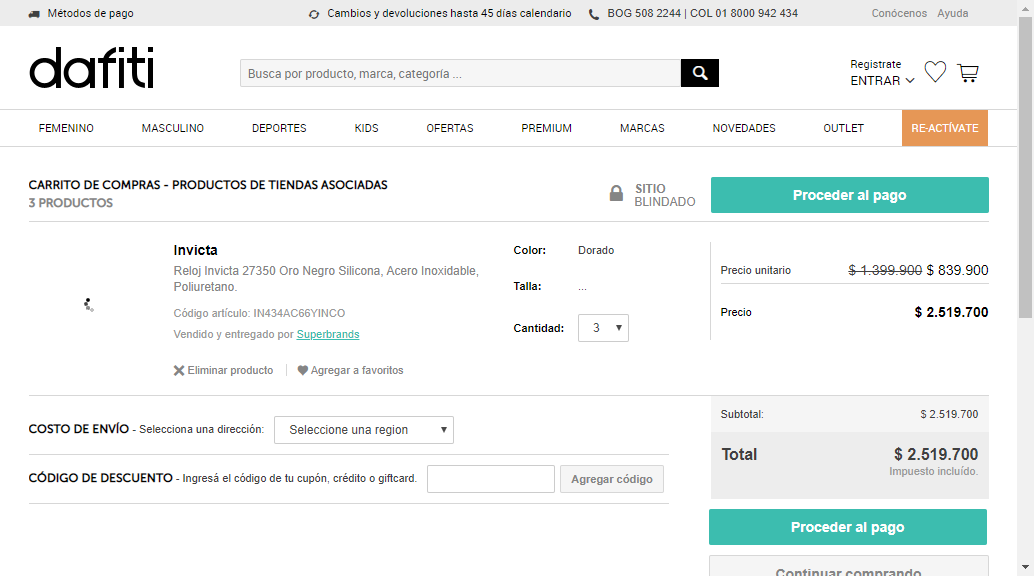 Métodos de pago
Cambios y devoluciones hasta 45 días calendario
BOG 508 2244 | COL 01 8000 942 434
Conócenos Ayuda
dafiti
Busca por producto, marca, categoría ...
Registrate
ENTRAR
FEMENINO MASCULINO DEPORTES KIDS OFERTAS PREMIUM MARCAS NOVEDADES OUTLET RE-ACTÍVATE
CARRITO DE COMPRAS - PRODUCTOS DE TIENDAS ASOCIADAS
3 PRODUCTOS
SITIO
BLINDADO
Proceder al pago
Invicta
Reloj Invicta 27350 Oro Negro Silicona, Acero Inoxidable,
Poliuretano.
Código artículo: IN434AC66YINCO
Vendido y entregado por Superbrands
Eliminar producto
Agregar a favoritos
Color: Dorado
Talla: ...
Cantidad: 3
Precio unitario $ 1.399.900 $ 839.900
Precio $ 2.519.700
COSTO DE ENVÍO - Selecciona una dirección: Seleccione una region
CÓDIGO DE DESCUENTO - Ingresá el código de tu cupón, crédito o giftcard. Agregar código
Subtotal: $ 2.519.700
Total $ 2.519.700
Impuesto incluído.
Proceder al pago
Continuar comprando